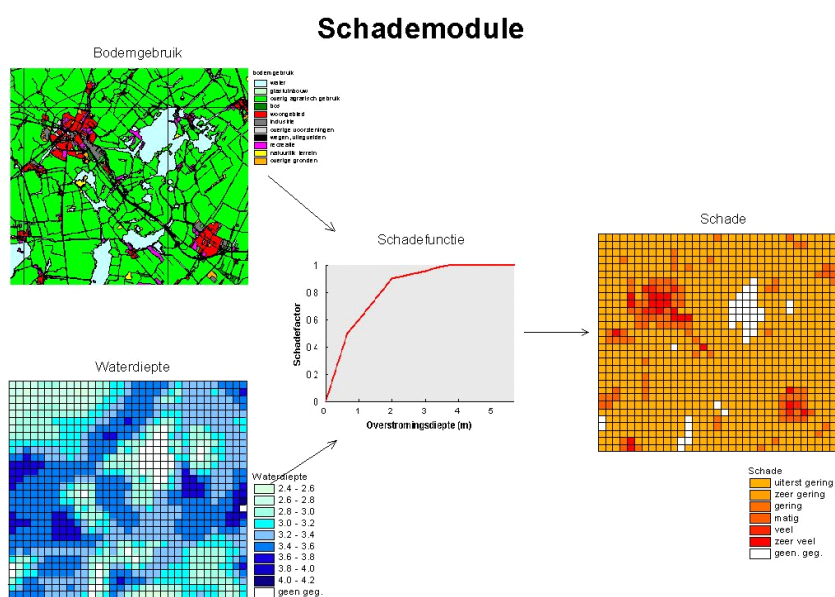 Schademodule
Bodemgebruik
bodemgebruik
water
glastuinbouw
overig agrarisch gebruik
bos
woongebied
industrie
overige voorzieningen
wegen, vliegvelden
recreatie
natuurlijk terrein
overige gronden
Schadefunctie
Schadefactor
1
0.8
0.6
0.4
0.2
0
0 1 2 3 4 5
Overstromingsdiepte (m)
Schade
Schade
uiterst gering
zeer gering
gering
matig
veel
zeer veel
geen. geg.
Waterdiepte
Waterdiepte
2.4 - 2.6
2.6 - 2.8
2.8 - 3.0
3.0 - 3.2
3.2 - 3.4
3.4 - 3.6
3.6 - 3.8
3.8 - 4.0
4.0 - 4.2
geen geg.